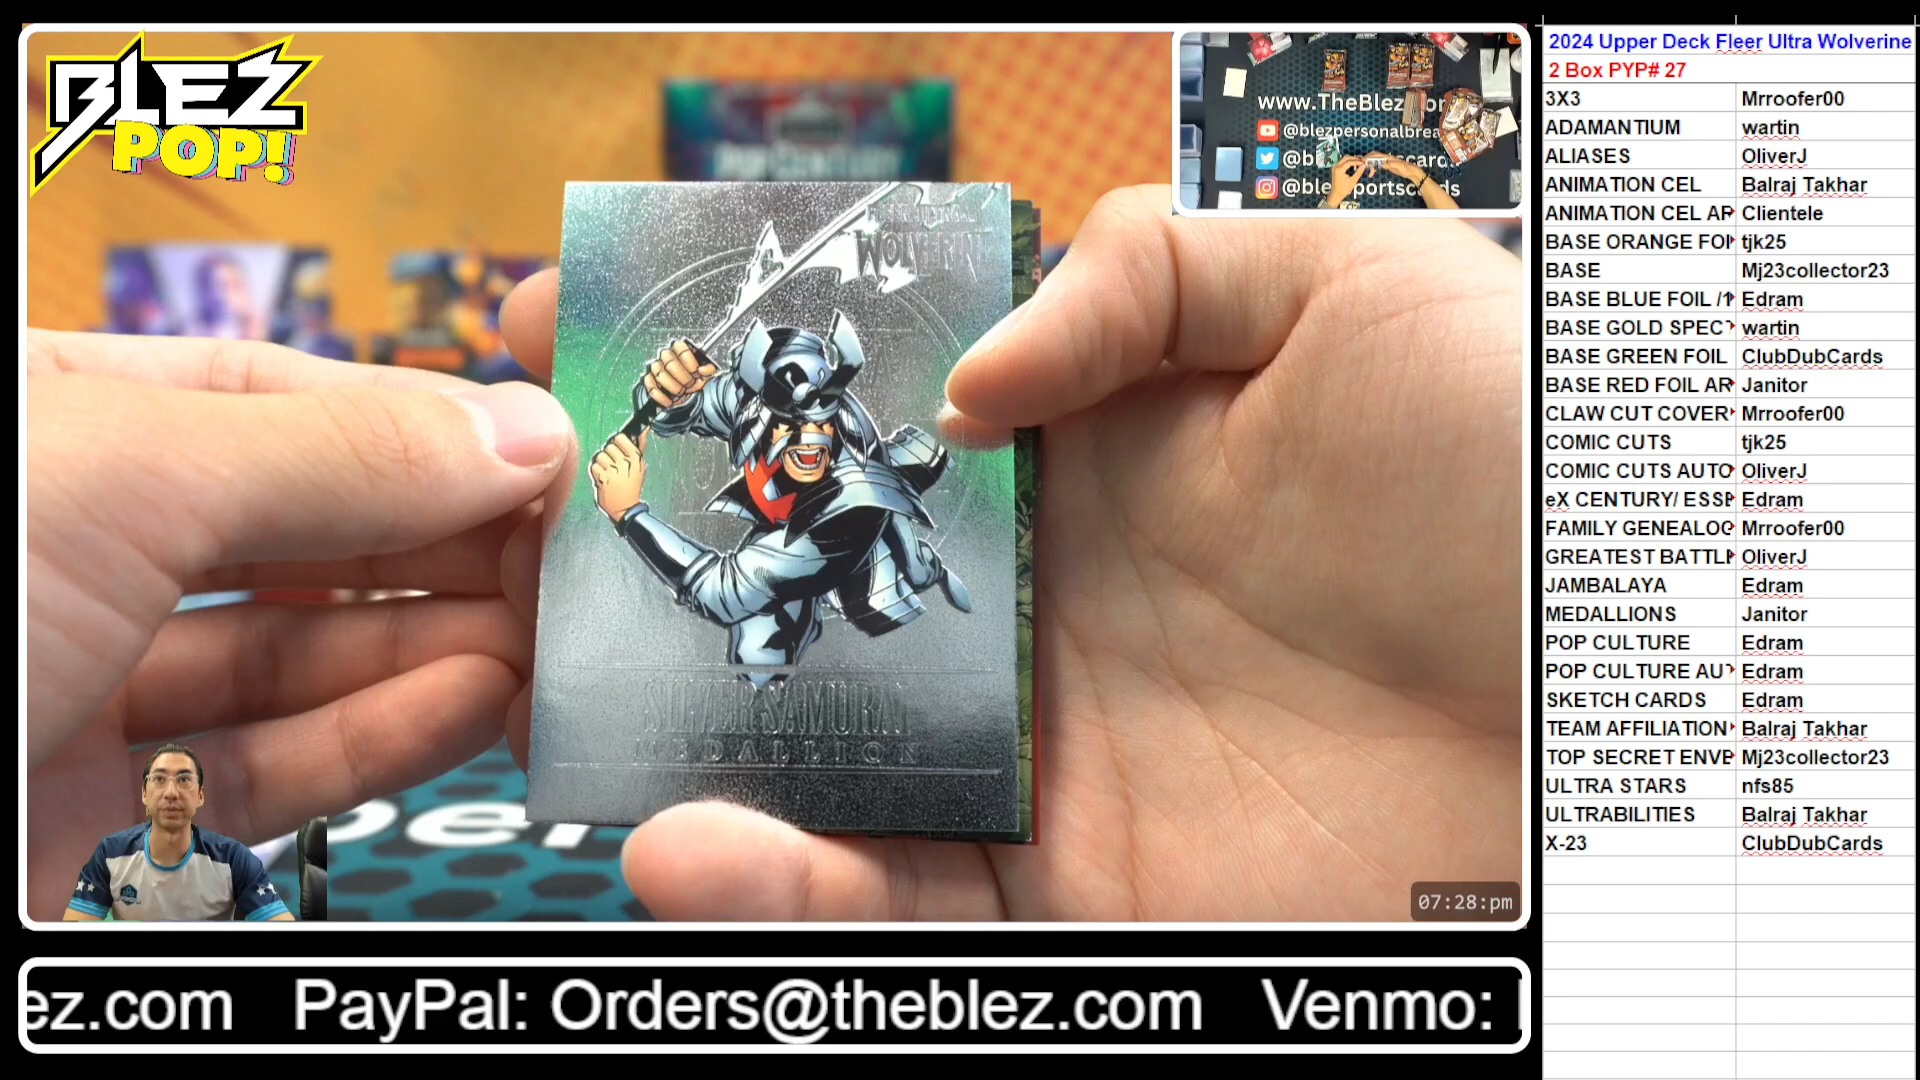 BLEZ
POP!
WOLVERINE
SILVER SAMURAI
MEDALLION
www.TheBlez
@blezpersonalbrea
@bl
@blez
07:28:pm
ez.com PayPal: Orders@theblez.com Venmo:
2024 Upper Deck Fleer Ultra Wolverine
2 Box PYP# 27
3X3 Mrroofer00
ADAMANTIUM wartin
ALIASES OliverJ
ANIMATION CEL Balraj Takhar
ANIMATION CEL AR Clientele
BASE ORANGE FOI tjk25
BASE Mj23collector23
BASE BLUE FOIL /1 Edram
BASE GOLD SPECT wartin
BASE GREEN FOIL ClubDubCards
BASE RED FOIL AR Janitor
CLAW CUT COVER Mrroofer00
COMIC CUTS tjk25
COMIC CUTS AUTO OliverJ
eX CENTURY/ ESSE Edram
FAMILY GENEALOG Mrroofer00
GREATEST BATTLE OliverJ
JAMBALAYA Edram
MEDALLIONS Janitor
POP CULTURE Edram
POP CULTURE AUT Edram
SKETCH CARDS Edram
TEAM AFFILIATION Balraj Takhar
TOP SECRET ENVE Mj23collector23
ULTRA STARS nfs85
ULTRABILITIES Balraj Takhar
X-23 ClubDubCards